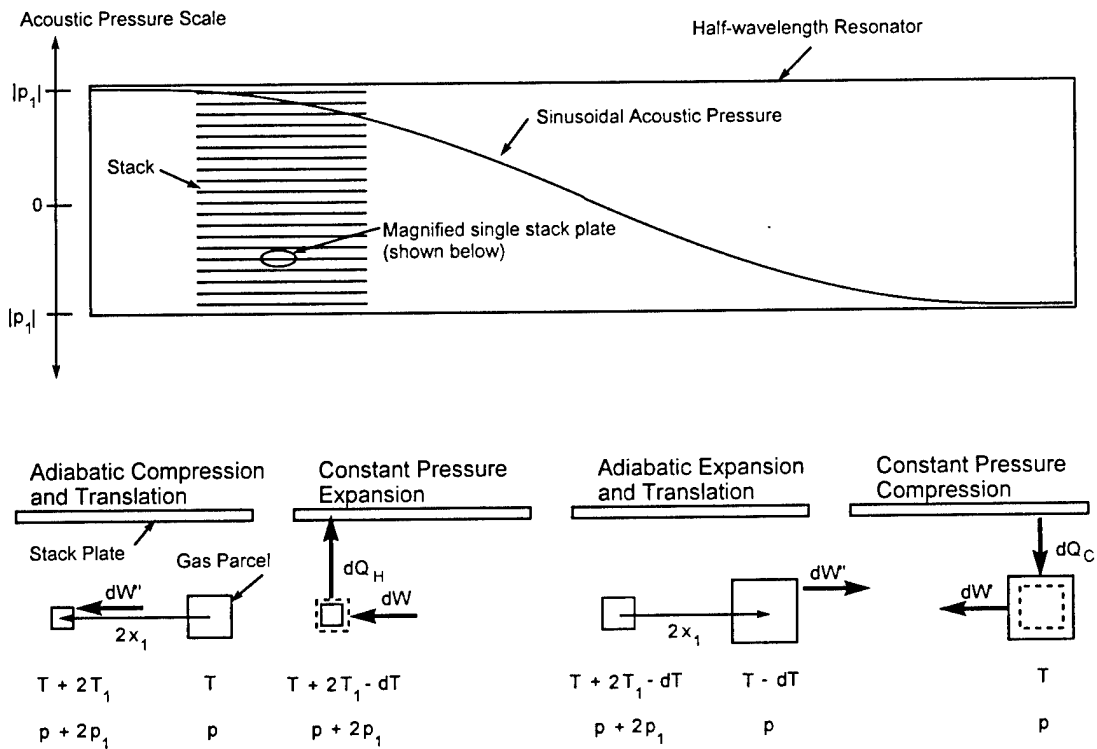 Acoustic Pressure Scale
Half-wavelength Resonator
|p1|
Sinusoidal Acoustic Pressure
Stack
0
Magnified single stack plate
(shown below)
|p1|
Adiabatic Compression
and Translation
Constant Pressure
Expansion
Adiabatic Expansion
and Translation
Constant Pressure
Compression
Stack Plate
Gas Parcel
dQH
dQC
dW"
dW
dW"
dW'
2x1
2x1
T + 2T1
T
T + 2T1 - dT
T + 2T1 - dT
T - dT
T
p + 2p1
p
p + 2p1
p + 2p1
p
p